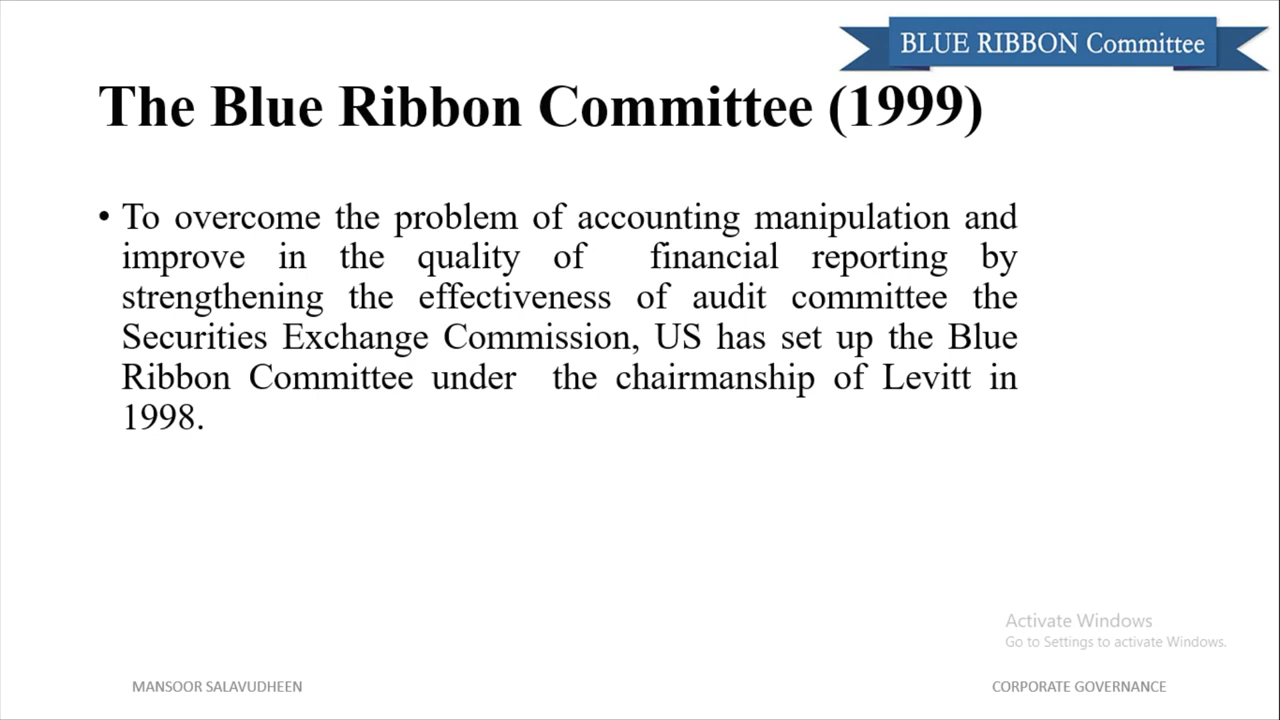 BLUE RIBBON Committee
The Blue Ribbon Committee (1999)
• To overcome the problem of accounting manipulation and
improve in the quality of financial reporting by
strengthening the effectiveness of audit committee the
Securities Exchange Commission, US has set up the Blue
Ribbon Committee under the chairmanship of Levitt in
1998.
Activate Windows
Go to Settings to activate Windows.
MANSOOR SALAVUDHEEN
CORPORATE GOVERNANCE